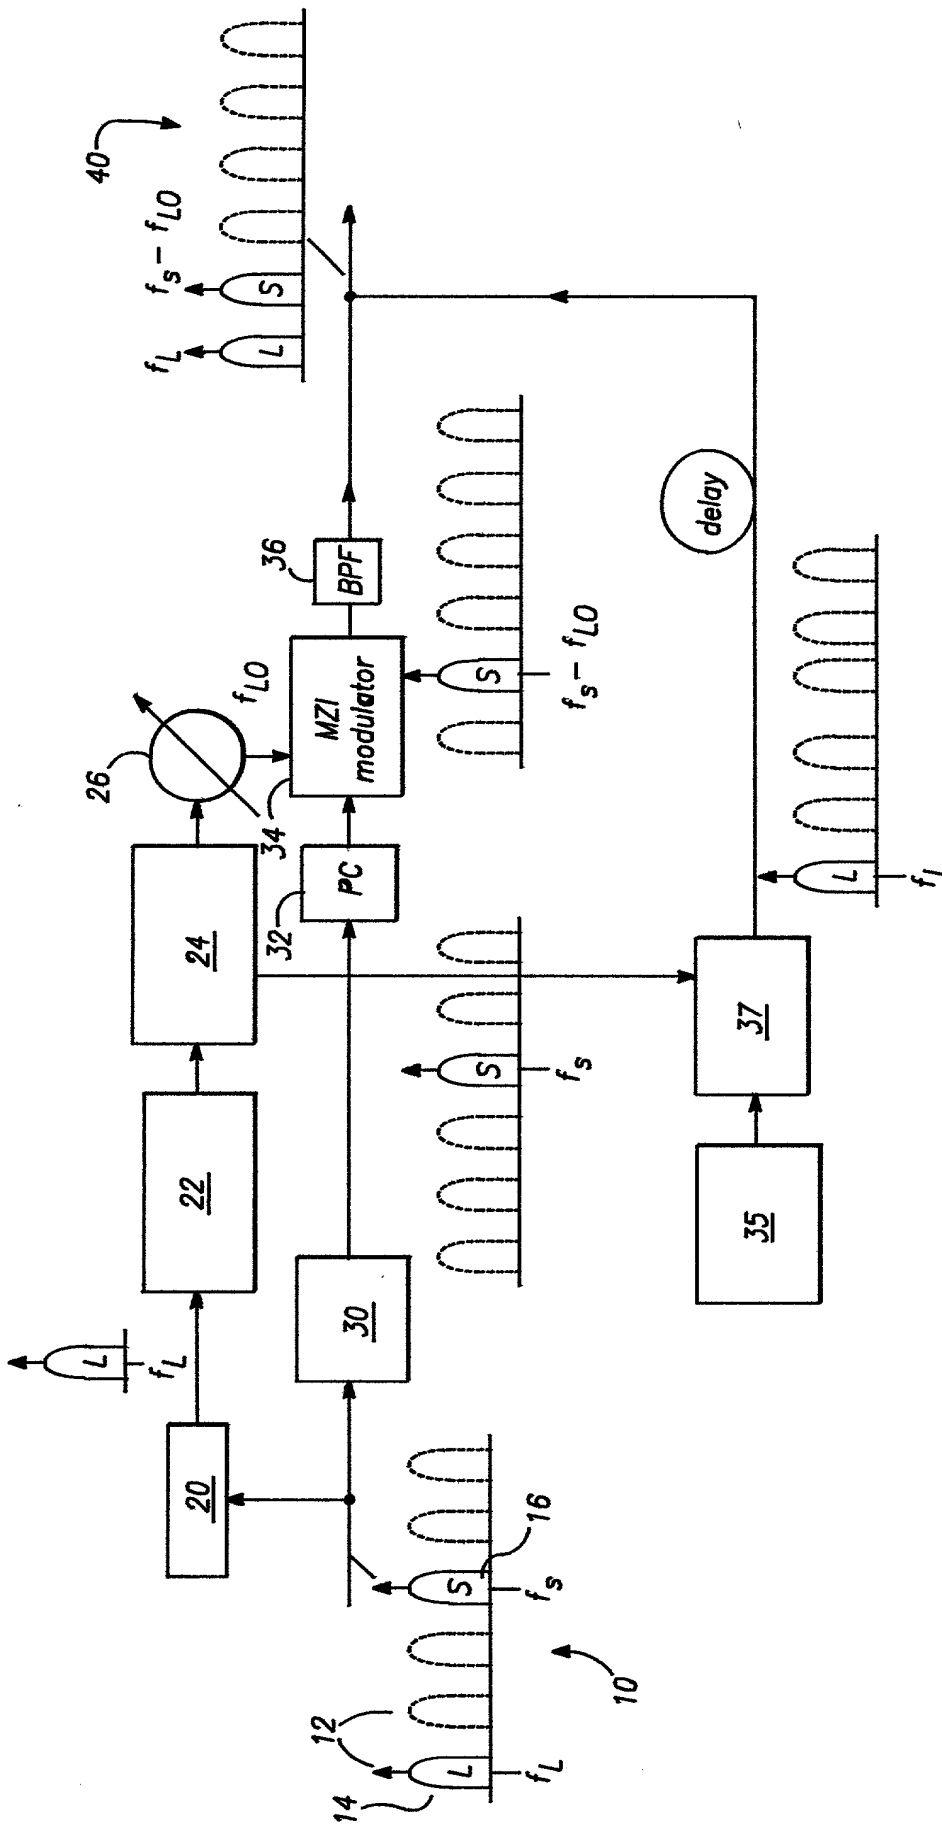 40
f_L
f_s – f_LO
L
S
26
f_LO
36
BPF
34
MZI
modulator
32
PC
24
22
20
f_L
L
30
S
f_s – f_LO
S
f_s
delay
37
35
L
f_l
10
12
14
16
L
S
f_L
f_s